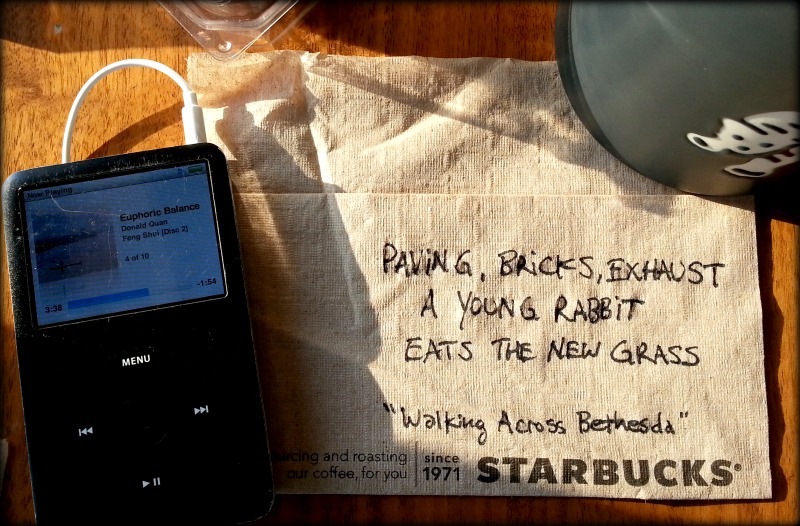 Now Playing
Euphoric Balance
Donald Quan
Feng Shui [Disc 2]
4 of 10
3:38
-1:54
MENU
PAVING, BRICKS, EXHAUST
A YOUNG RABBIT
EATS THE NEW GRASS
"Walking Across Bethesda"
urcing and roasting
our coffee, for you
since
1971
STARBUCKS®